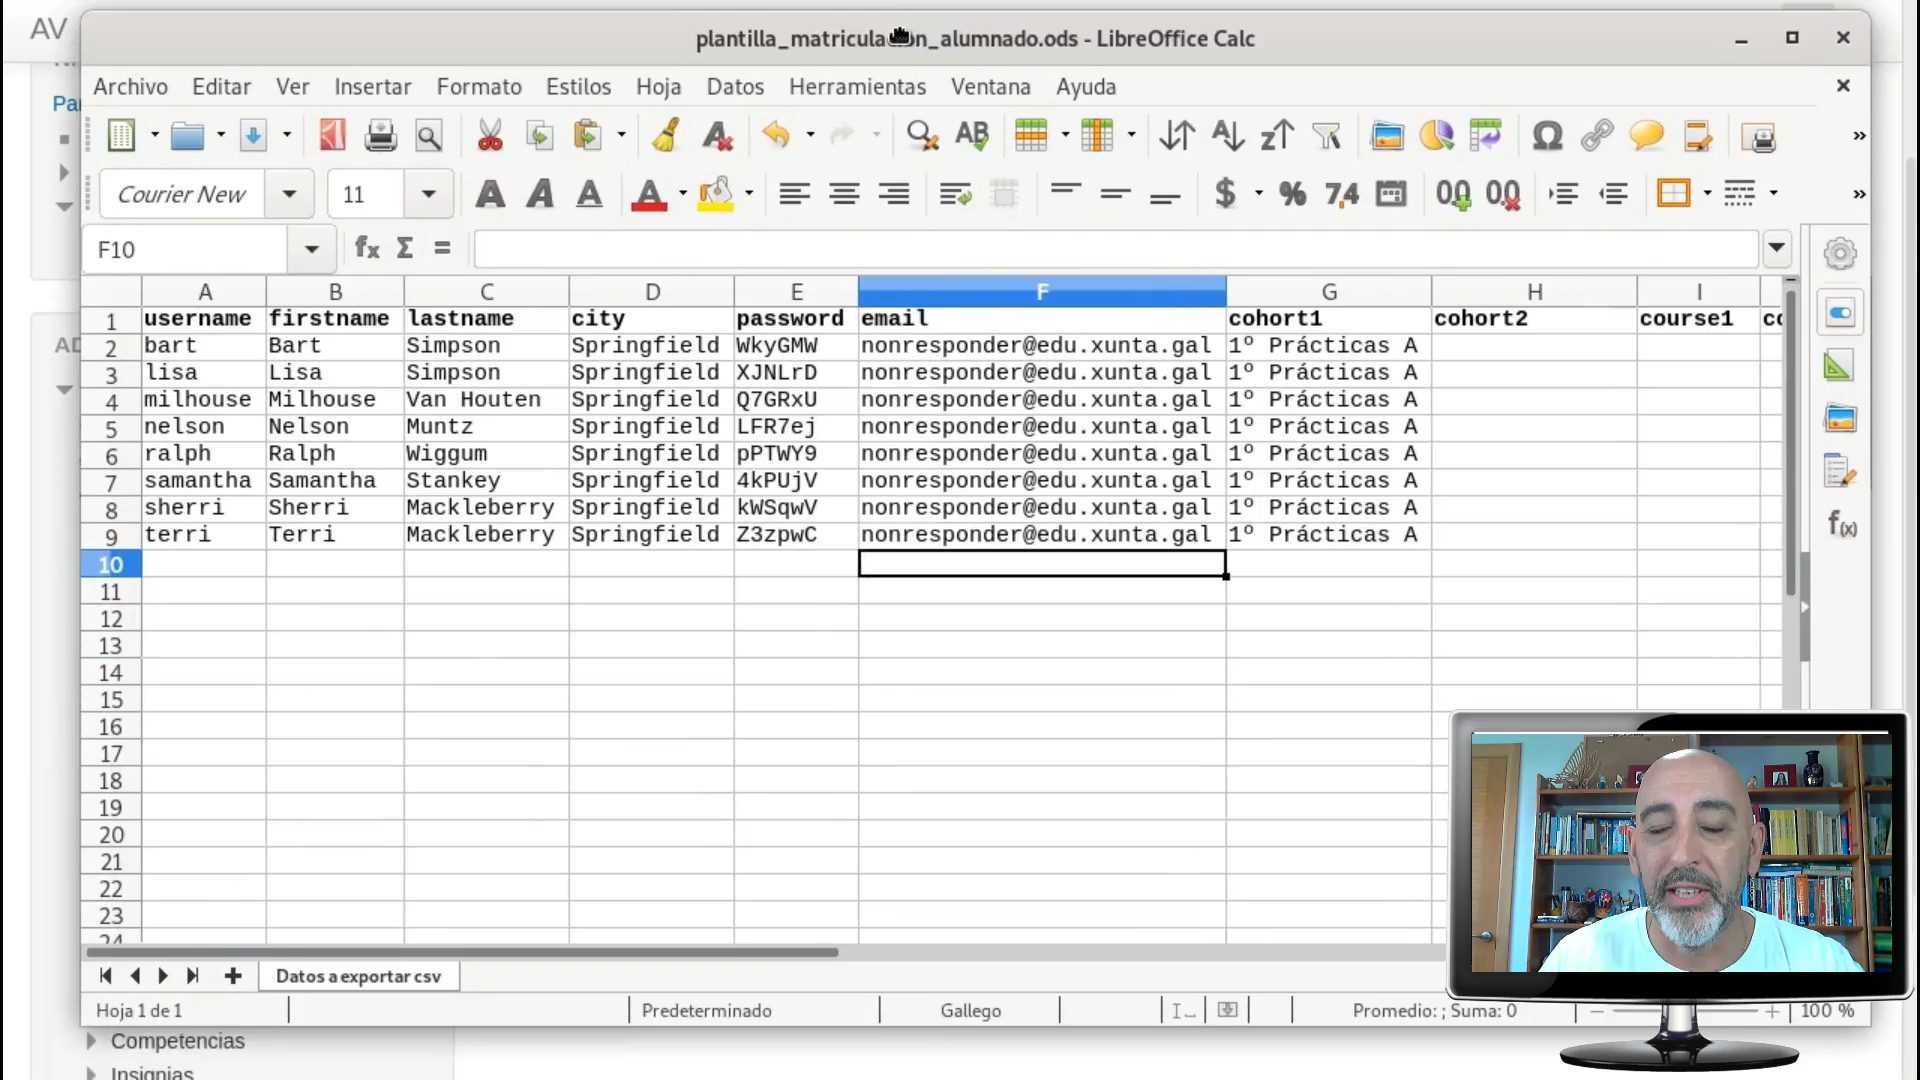 AV
plantilla_matriculación_alumnado.ods - LibreOffice Calc
Archivo Editar Ver Insertar Formato Estilos Hoja Datos Herramientas Ventana Ayuda
Courier New 11
F10
A B C D E F G H I
1 username firstname lastname city password email cohort1 cohort2 course1
2 bart Bart Simpson Springfield WkyGMW nonresponder@edu.xunta.gal 1º Prácticas A
3 lisa Lisa Simpson Springfield XJNLrD nonresponder@edu.xunta.gal 1º Prácticas A
4 milhouse Milhouse Van Houten Springfield Q7GRxU nonresponder@edu.xunta.gal 1º Prácticas A
5 nelson Nelson Muntz Springfield LFR7ej nonresponder@edu.xunta.gal 1º Prácticas A
6 ralph Ralph Wiggum Springfield pPTWY9 nonresponder@edu.xunta.gal 1º Prácticas A
7 samantha Samantha Stankey Springfield 4kPUjV nonresponder@edu.xunta.gal 1º Prácticas A
8 sherri Sherri Mackleberry Springfield kWSqwV nonresponder@edu.xunta.gal 1º Prácticas A
9 terri Terri Mackleberry Springfield Z3zpwC nonresponder@edu.xunta.gal 1º Prácticas A
10
11
12
13
14
15
16
17
18
19
20
21
22
23
24
Datos a exportar csv
Hoja 1 de 1 Predeterminado Gallego Promedio: ; Suma: 0 100 %
Competencias
Insignias